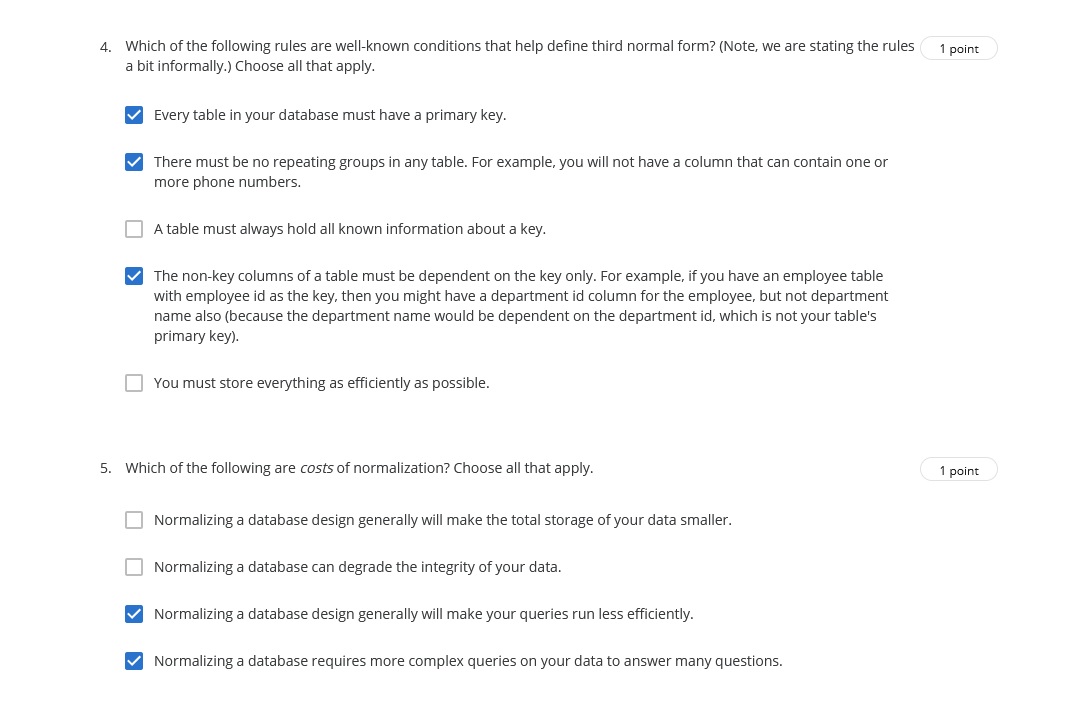 4. Which of the following rules are well-known conditions that help define third normal form? (Note, we are stating the rules 1 point
a bit informally.) Choose all that apply.
Every table in your database must have a primary key.
There must be no repeating groups in any table. For example, you will not have a column that can contain one or
more phone numbers.
A table must always hold all known information about a key.
The non-key columns of a table must be dependent on the key only. For example, if you have an employee table
with employee id as the key, then you might have a department id column for the employee, but not department
name also (because the department name would be dependent on the department id, which is not your table's
primary key).
You must store everything as efficiently as possible.
5. Which of the following are costs of normalization? Choose all that apply. 1 point
Normalizing a database design generally will make the total storage of your data smaller.
Normalizing a database can degrade the integrity of your data.
Normalizing a database design generally will make your queries run less efficiently.
Normalizing a database requires more complex queries on your data to answer many questions.